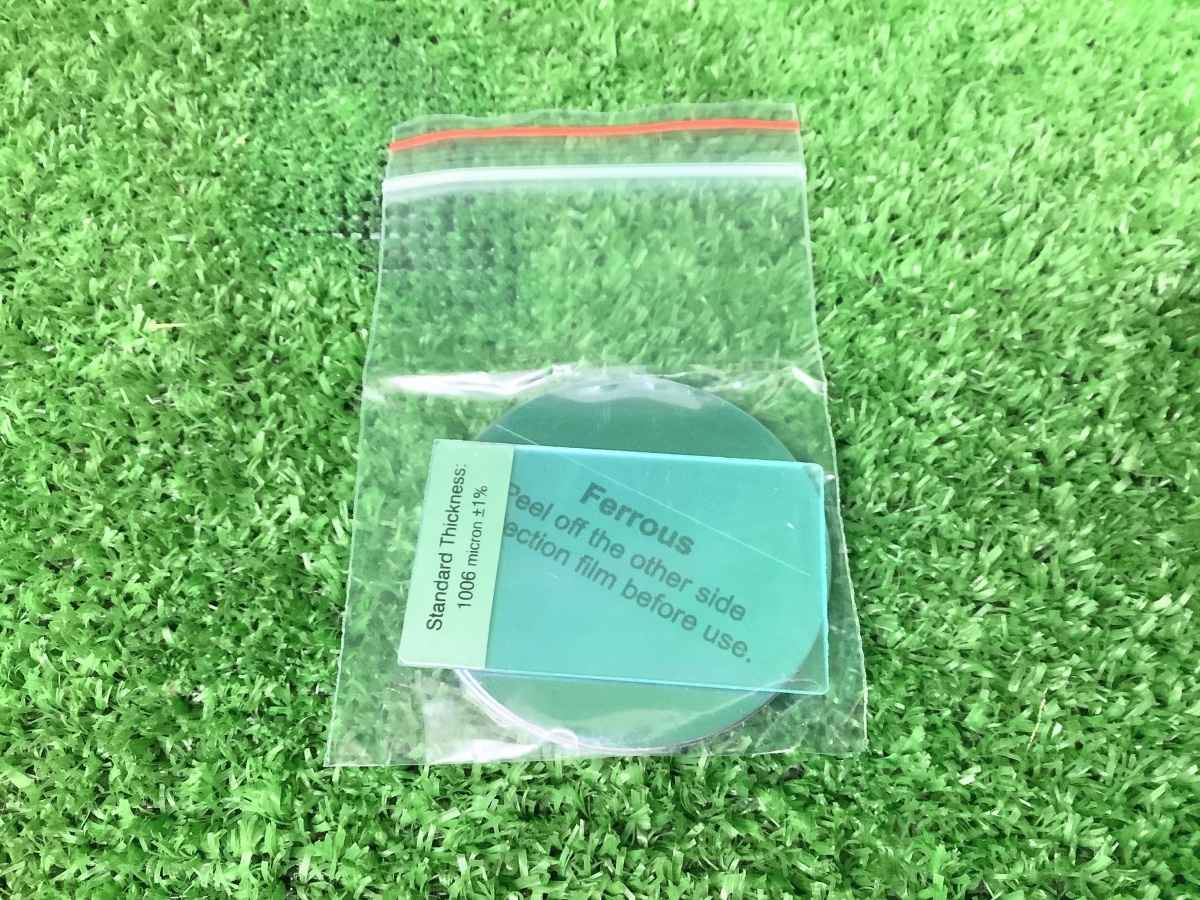 Standard Thickness:
1006 micron ±1%
Ferrous
Peel off the other side
ection film before use.